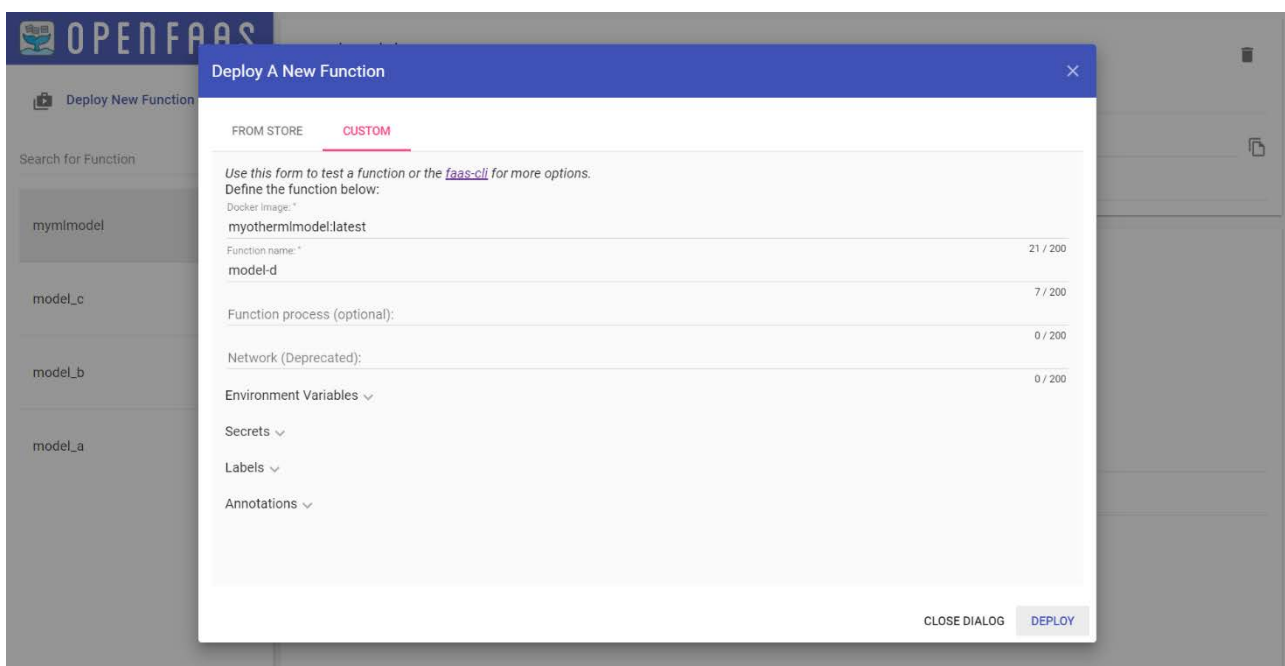 OPENFAAS
Deploy New Function
Search for Function
mymlmodel
model_c
model_b
model_a
Deploy A New Function
FROM STORE CUSTOM
Use this form to test a function or the faas-cli for more options.
Define the function below:
Docker Image: *
myothermlmodel:latest
21 / 200
Function name: *
model-d
7 / 200
Function process (optional):
0 / 200
Network (Deprecated):
0 / 200
Environment Variables
Secrets
Labels
Annotations
CLOSE DIALOG DEPLOY